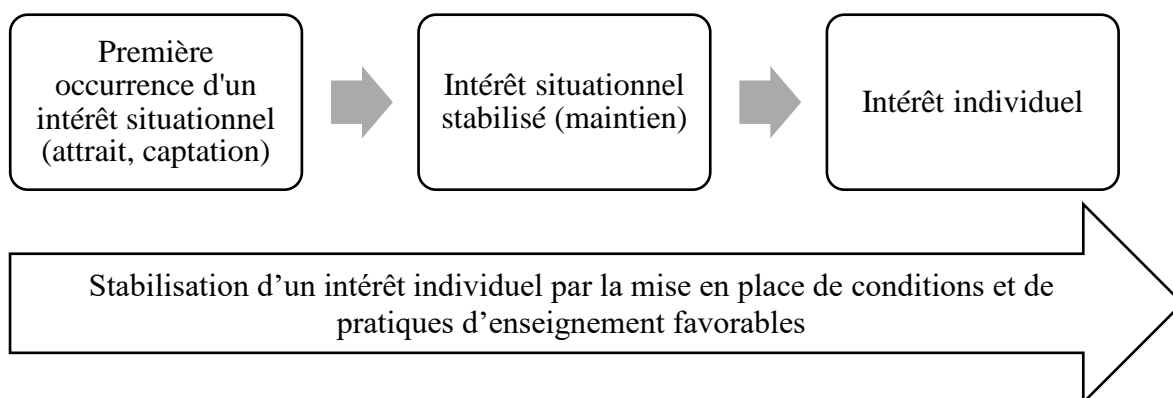 Première
occurrence d'un
intérêt situationnel
(attrait, captation)
Intérêt situationnel
stabilisé (maintien)
Intérêt individuel
Stabilisation d’un intérêt individuel par la mise en place de conditions et de
pratiques d’enseignement favorables